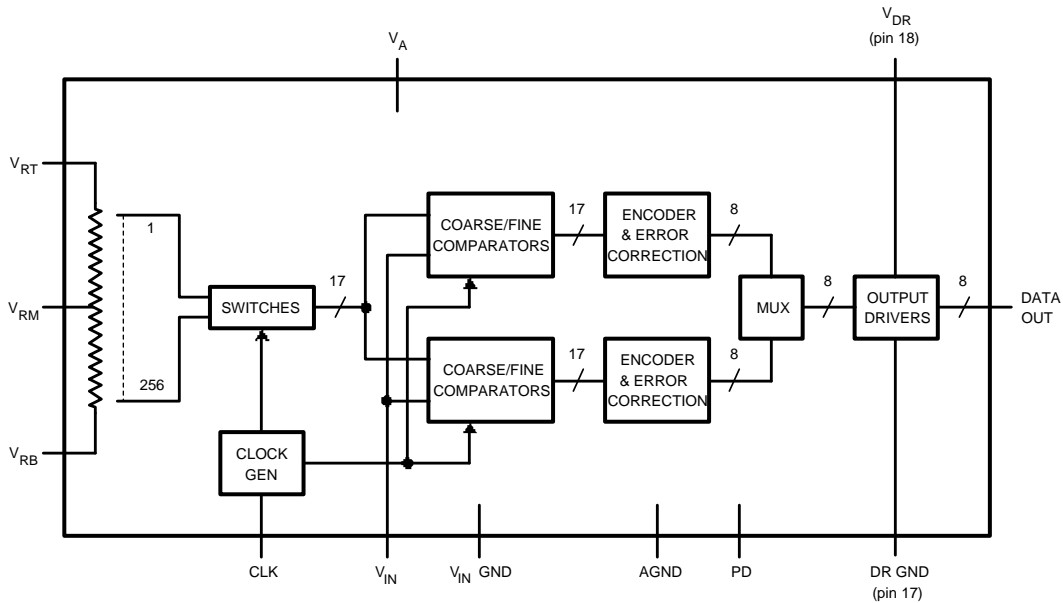 V_A
V_DR
(pin 18)
V_RT
1
17
COARSE/FINE
COMPARATORS
17
ENCODER
& ERROR
CORRECTION
8
V_RM
SWITCHES
MUX
8
OUTPUT
DRIVERS
8
DATA
OUT
256
COARSE/FINE
COMPARATORS
17
ENCODER
& ERROR
CORRECTION
8
V_RB
CLOCK
GEN
CLK
V_IN
V_IN GND
AGND
PD
DR GND
(pin 17)